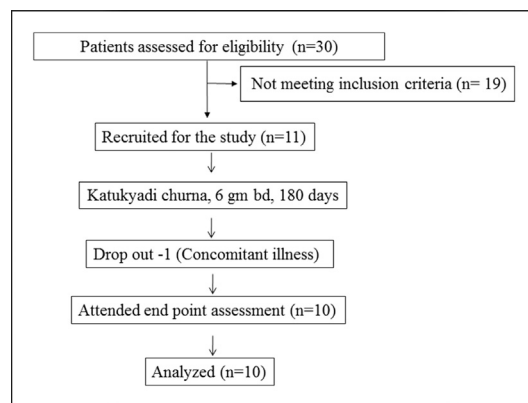 Patients assessed for eligibility (n=30)
Not meeting inclusion criteria (n= 19)
Recruited for the study (n=11)
Katukyadi churna, 6 gm bd, 180 days
Drop out -1 (Concomitant illness)
Attended end point assessment (n=10)
Analyzed (n=10)